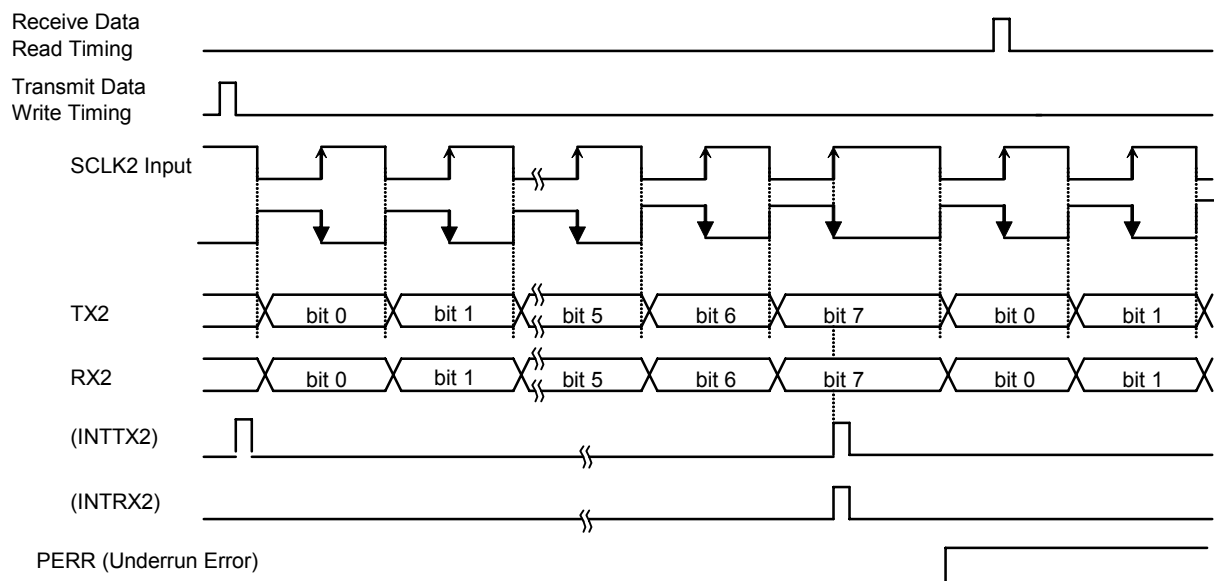 Receive Data
Read Timing
Transmit Data
Write Timing
SCLK2 Input
TX2
bit 0 bit 1 bit 5 bit 6 bit 7 bit 0 bit 1
RX2
bit 0 bit 1 bit 5 bit 6 bit 7 bit 0 bit 1
(INTTX2)
(INTRX2)
PERR (Underrun Error)